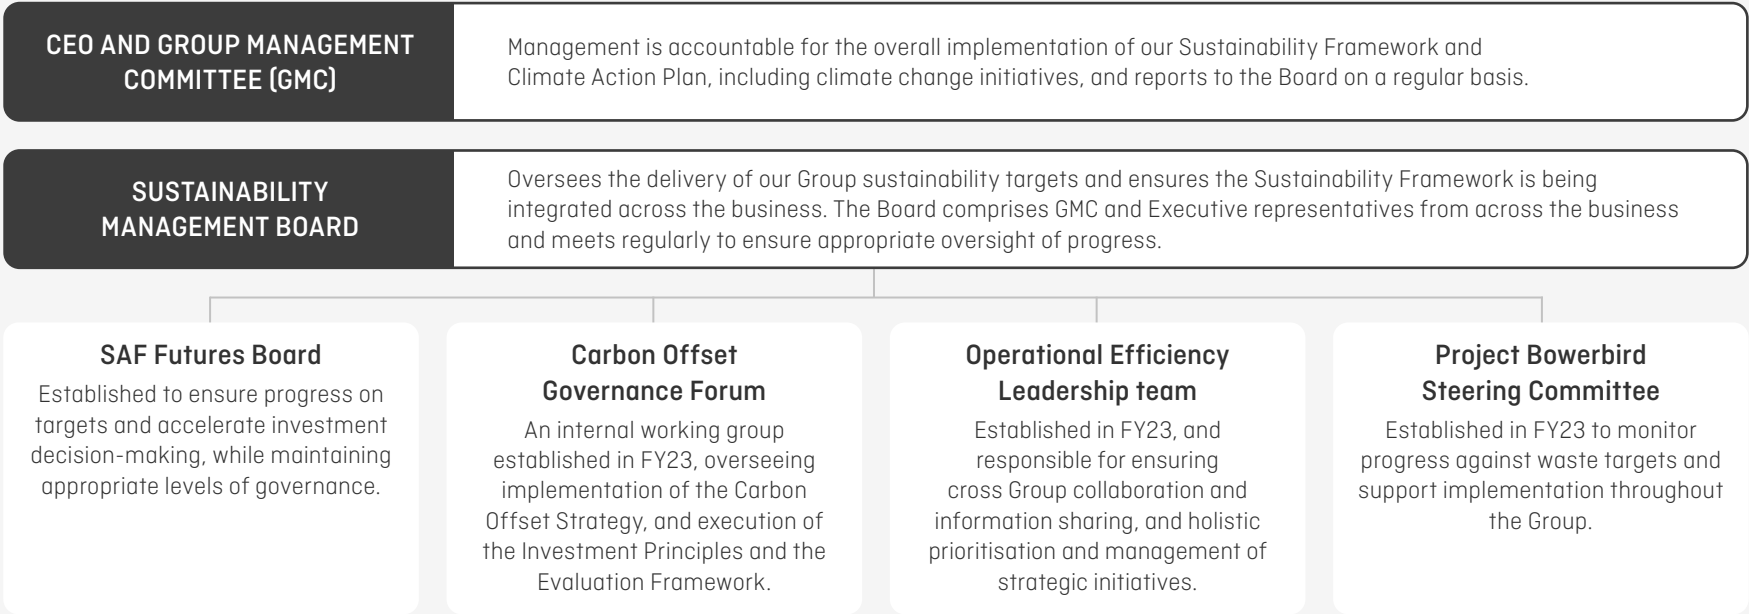 CEO AND GROUP MANAGEMENT
COMMITTEE (GMC)
Management is accountable for the overall implementation of our Sustainability Framework and
Climate Action Plan, including climate change initiatives, and reports to the Board on a regular basis.
SUSTAINABILITY
MANAGEMENT BOARD
Oversees the delivery of our Group sustainability targets and ensures the Sustainability Framework is being
integrated across the business. The Board comprises GMC and Executive representatives from across the business
and meets regularly to ensure appropriate oversight of progress.
SAF Futures Board
Established to ensure progress on
targets and accelerate investment
decision-making, while maintaining
appropriate levels of governance.
Carbon Offset
Governance Forum
An internal working group
established in FY23, overseeing
implementation of the Carbon
Offset Strategy, and execution of
the Investment Principles and the
Evaluation Framework.
Operational Efficiency
Leadership team
Established in FY23, and
responsible for ensuring
cross Group collaboration and
information sharing, and holistic
prioritisation and management of
strategic initiatives.
Project Bowerbird
Steering Committee
Established in FY23 to monitor
progress against waste targets and
support implementation throughout
the Group.